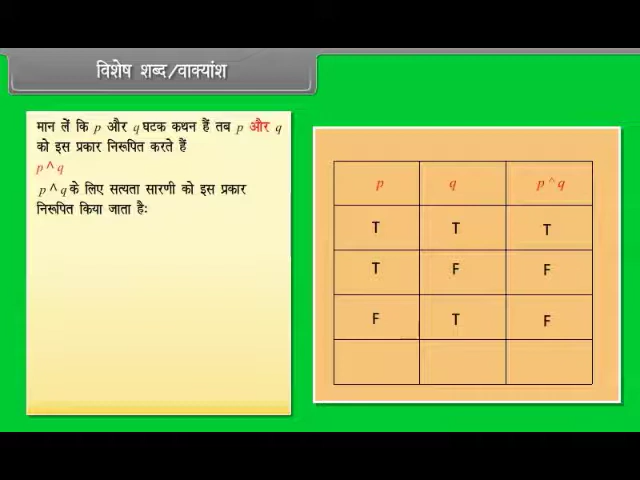 विशेष शब्द/वाक्यांश
मान लें कि p और q घटक कथन हैं तब p और q
को इस प्रकार निरूपित करते हैं
p ^ q
p ^ q के लिए सत्यता सारणी को इस प्रकार
निरूपित किया जाता है:
p q p ^ q
T T T
T F F
F T F